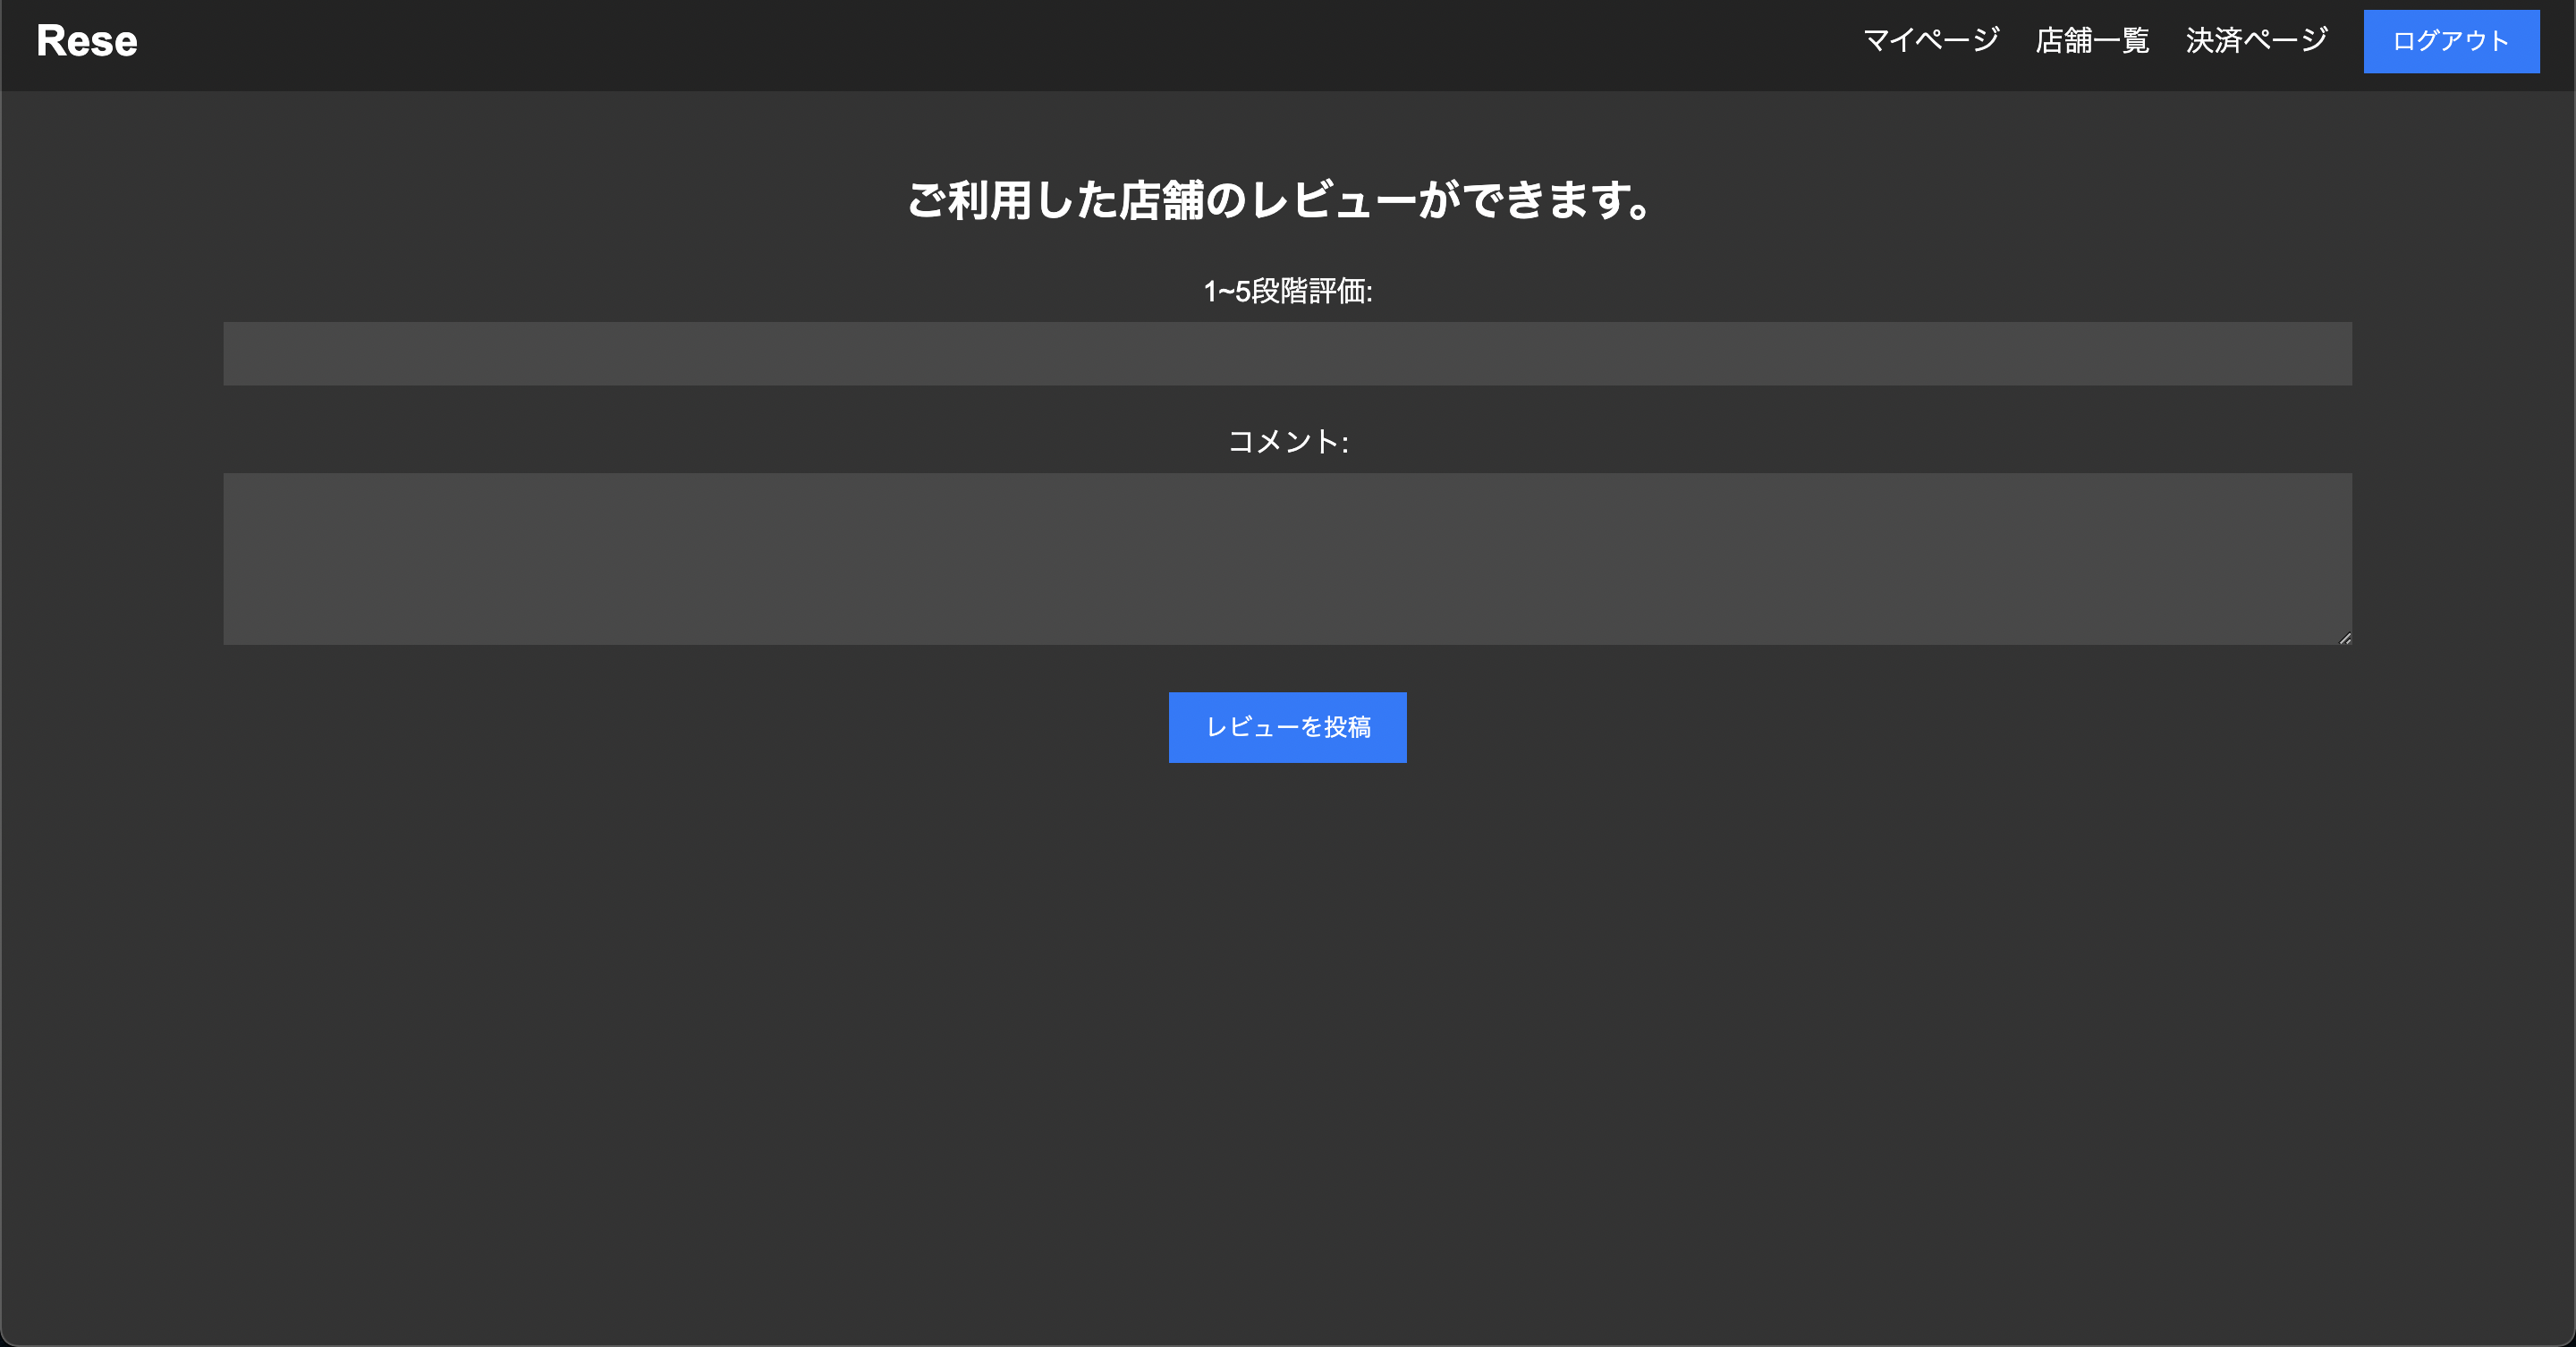 Rese
マイページ 店舗一覧 決済ページ ログアウト
ご利用した店舗のレビューができます。
1~5段階評価:
コメント:
レビューを投稿